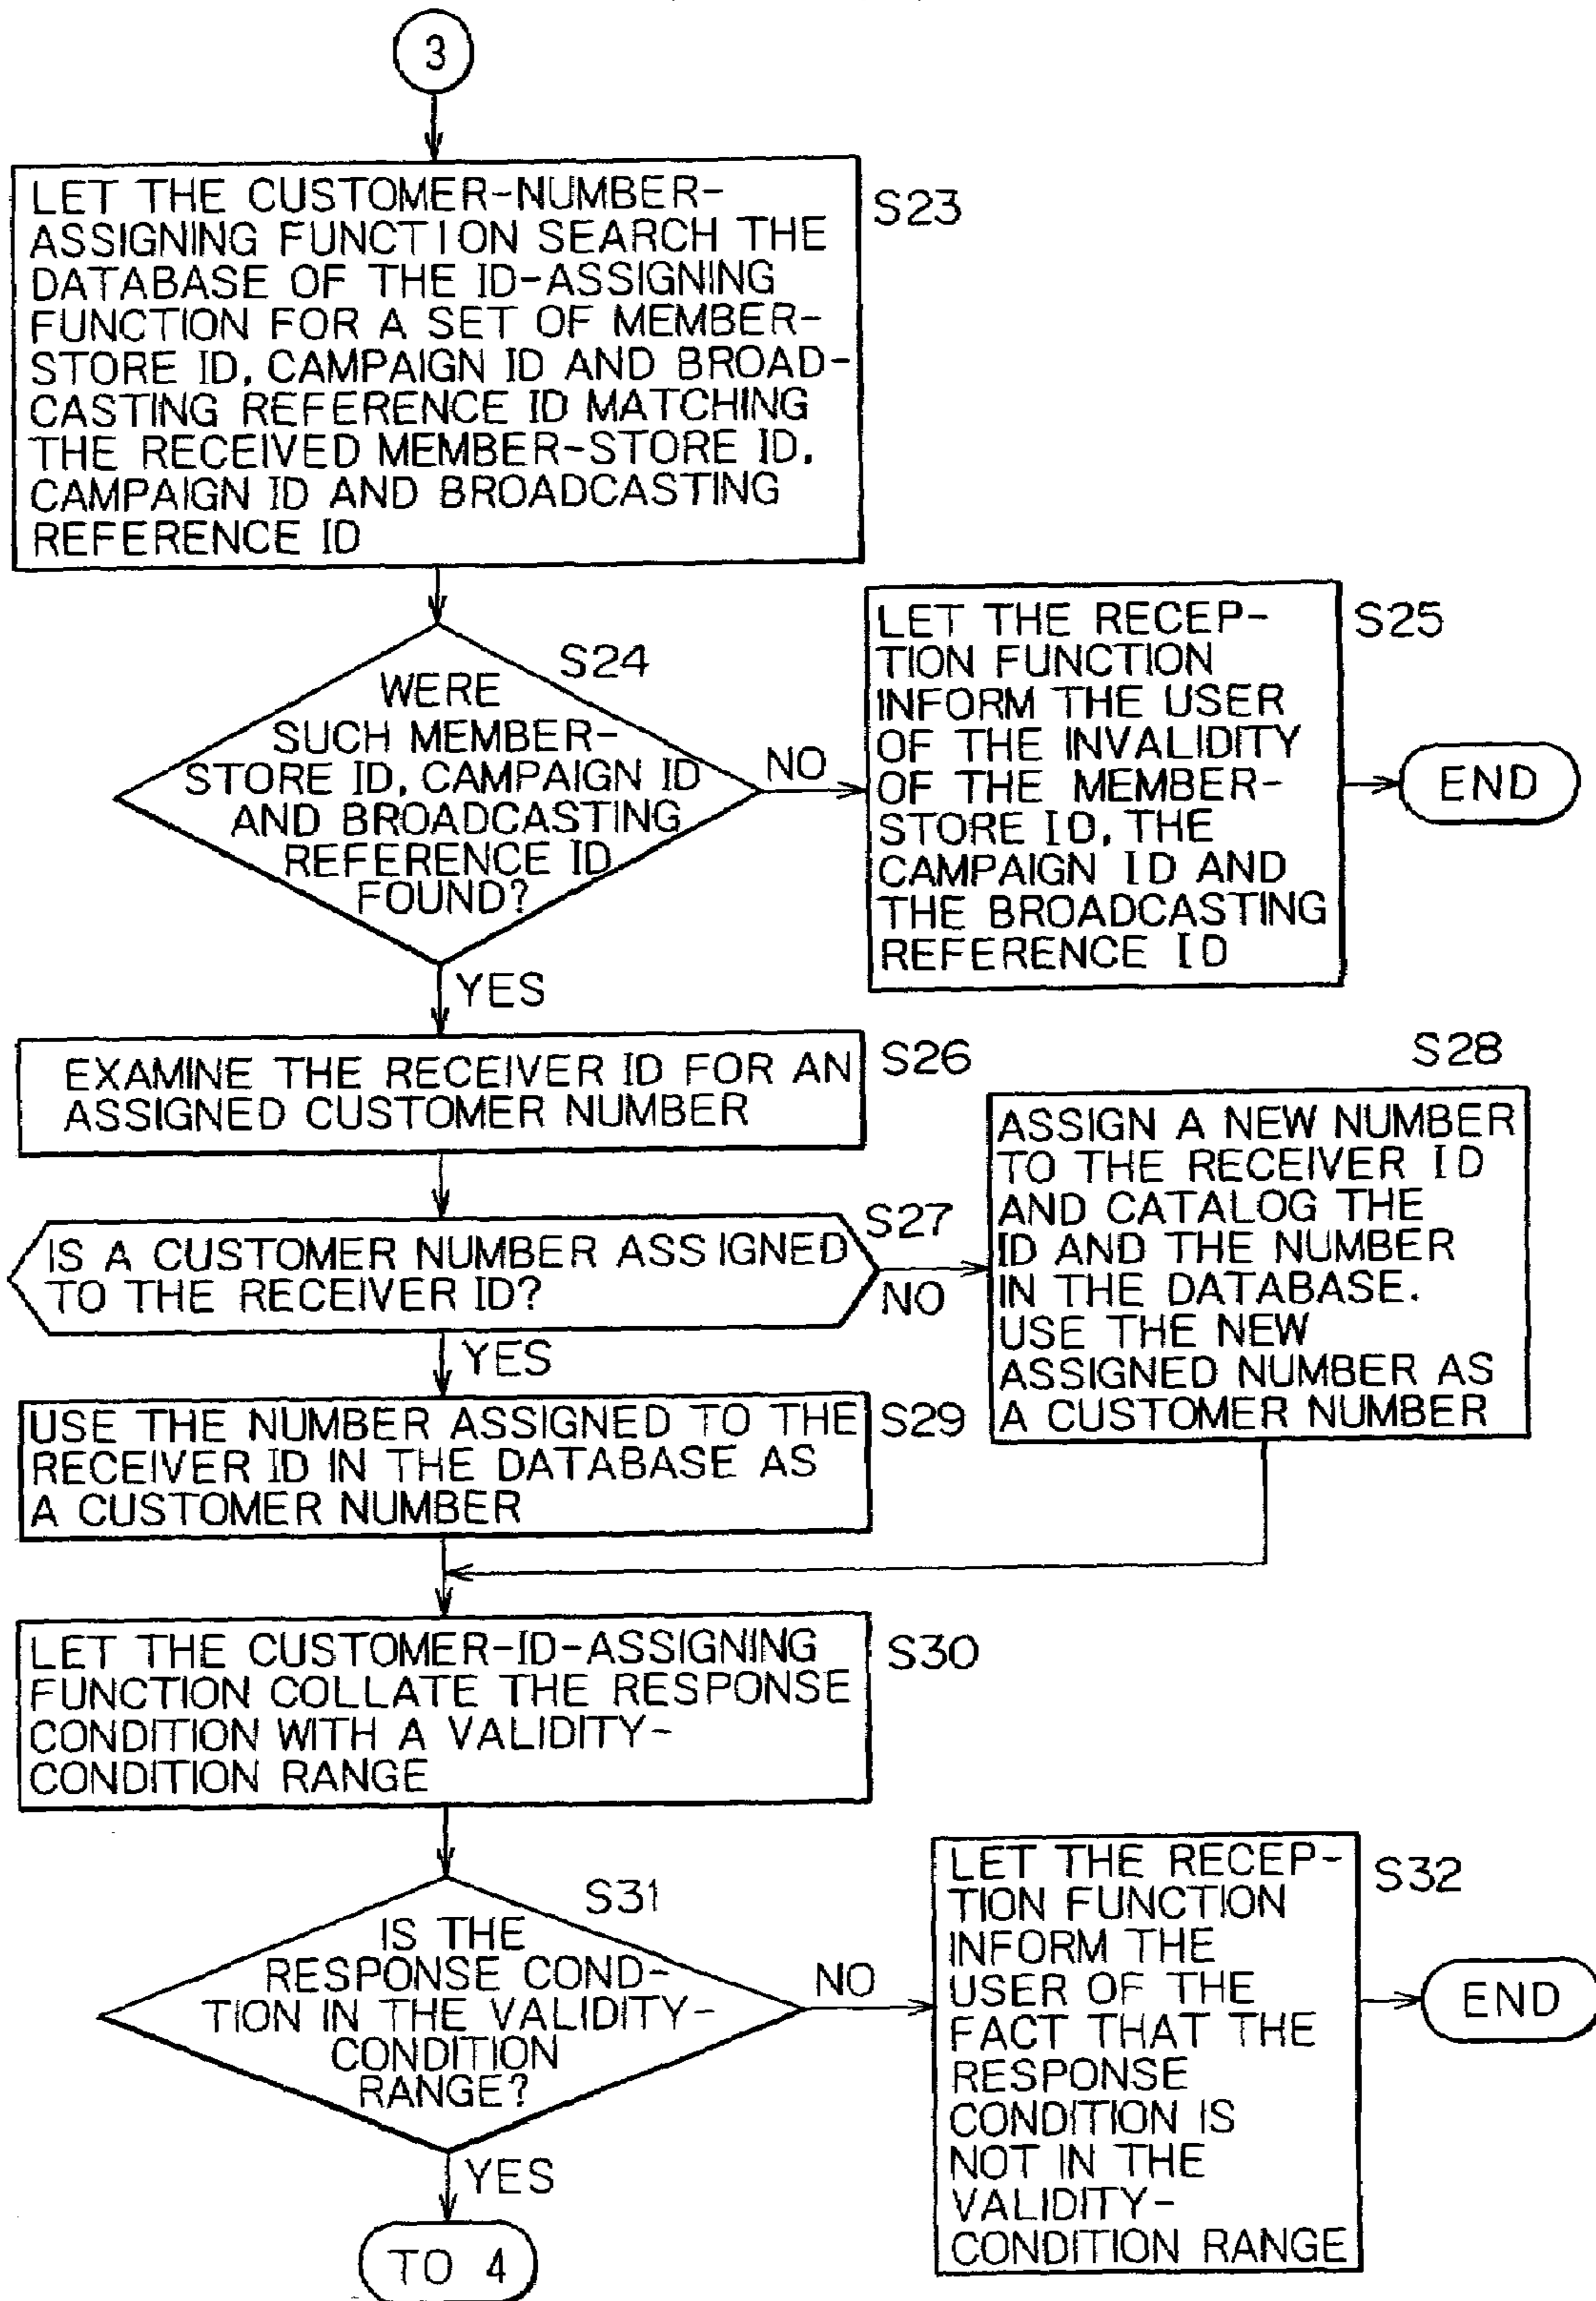 3
LET THE CUSTOMER-NUMBER-
ASSIGNING FUNCTION SEARCH THE
DATABASE OF THE ID-ASSIGNING
FUNCTION FOR A SET OF MEMBER-
STORE ID, CAMPAIGN ID AND BROAD-
CASTING REFERENCE ID MATCHING
THE RECEIVED MEMBER-STORE ID,
CAMPAIGN ID AND BROADCASTING
REFERENCE ID
S23
S24
WERE
SUCH MEMBER-
STORE ID, CAMPAIGN ID
AND BROADCASTING
REFERENCE ID
FOUND?
NO
LET THE RECEP-
TION FUNCTION
INFORM THE USER
OF THE INVALIDITY
OF THE MEMBER-
STORE ID, THE
CAMPAIGN ID AND
THE BROADCASTING
REFERENCE ID
S25
END
YES
EXAMINE THE RECEIVER ID FOR AN
ASSIGNED CUSTOMER NUMBER
S26
IS A CUSTOMER NUMBER ASSIGNED
TO THE RECEIVER ID?
S27
NO
S28
ASSIGN A NEW NUMBER
TO THE RECEIVER ID
AND CATALOG THE
ID AND THE NUMBER
IN THE DATABASE.
USE THE NEW
ASSIGNED NUMBER AS
A CUSTOMER NUMBER
YES
USE THE NUMBER ASSIGNED TO THE
RECEIVER ID IN THE DATABASE AS
A CUSTOMER NUMBER
S29
LET THE CUSTOMER-ID-ASSIGNING
FUNCTION COLLATE THE RESPONSE
CONDITION WITH A VALIDITY-
CONDITION RANGE
S30
S31
IS THE
RESPONSE COND-
TION IN THE VALIDITY-
CONDITION
RANGE?
NO
LET THE RECEP-
TION FUNCTION
INFORM THE
USER OF THE
FACT THAT THE
RESPONSE
CONDITION IS
NOT IN THE
VALIDITY-
CONDITION RANGE
S32
END
YES
TO 4